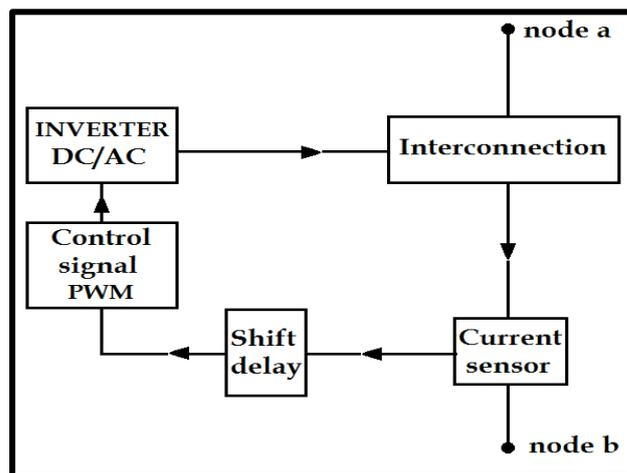 node a
INVERTER
DC/AC
Interconnection
Control
signal
PWM
Shift
delay
Current
sensor
node b